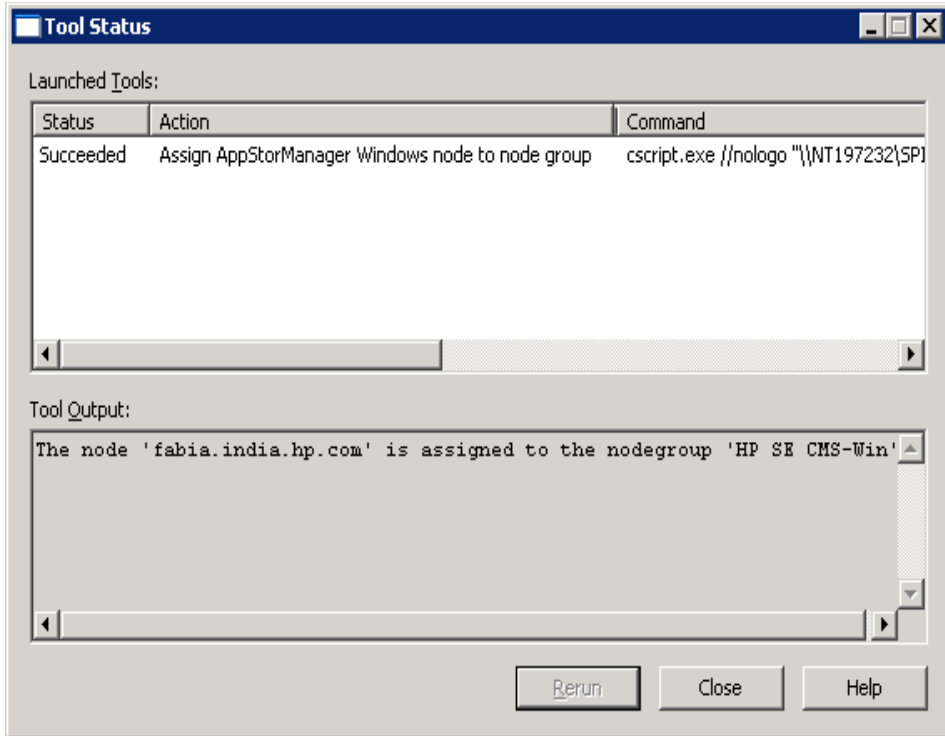 Tool Status
Launched Tools:
Status Action Command
Succeeded Assign AppStorManager Windows node to node group cscript.exe //nologo "\\NT197232\SPI
Tool Output:
The node 'fabia.india.hp.com' is assigned to the nodegroup 'HP SE CMS-Win'
Rerun Close Help